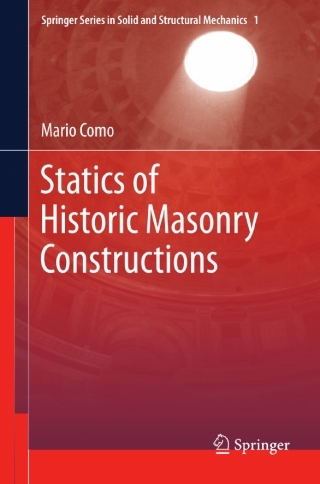 Springer Series in Solid and Structural Mechanics 1
Mario Como
Statics of
Historic Masonry
Constructions
Springer